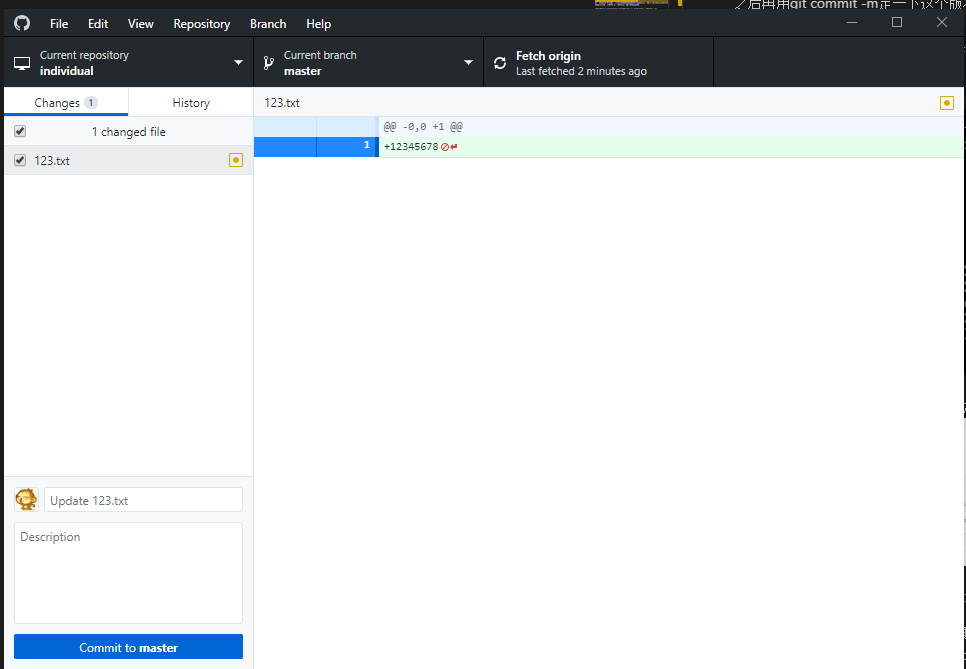 之后再用git commit -m定一下这个版
File Edit View Repository Branch Help
Current repository
individual
Current branch
master
Fetch origin
Last fetched 2 minutes ago
Changes 1
History
123.txt
1 changed file
@@ -0,0 +1 @@
123.txt
1 +12345678
Update 123.txt
Description
Commit to master